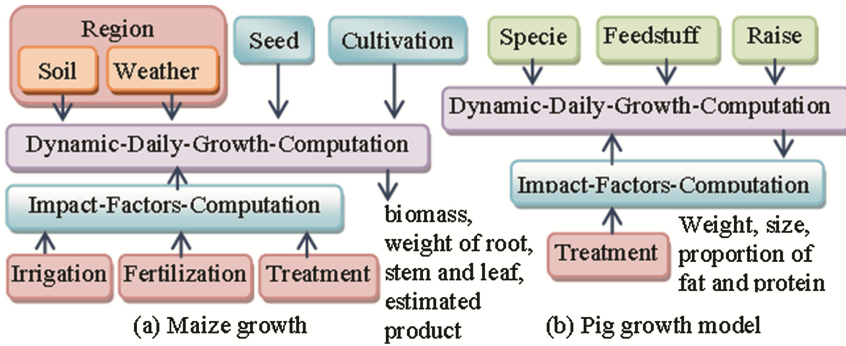 Region
Soil
Weather
Seed
Cultivation
Dynamic-Daily-Growth-Computation
Impact-Factors-Computation
Irrigation
Fertilization
Treatment
biomass,
weight of root,
stem and leaf,
estimated
product
(a) Maize growth
Specie
Feedstuff
Raise
Dynamic-Daily-Growth-Computation
Impact-Factors-Computation
Treatment
Weight, size,
proportion of
fat and protein
(b) Pig growth model